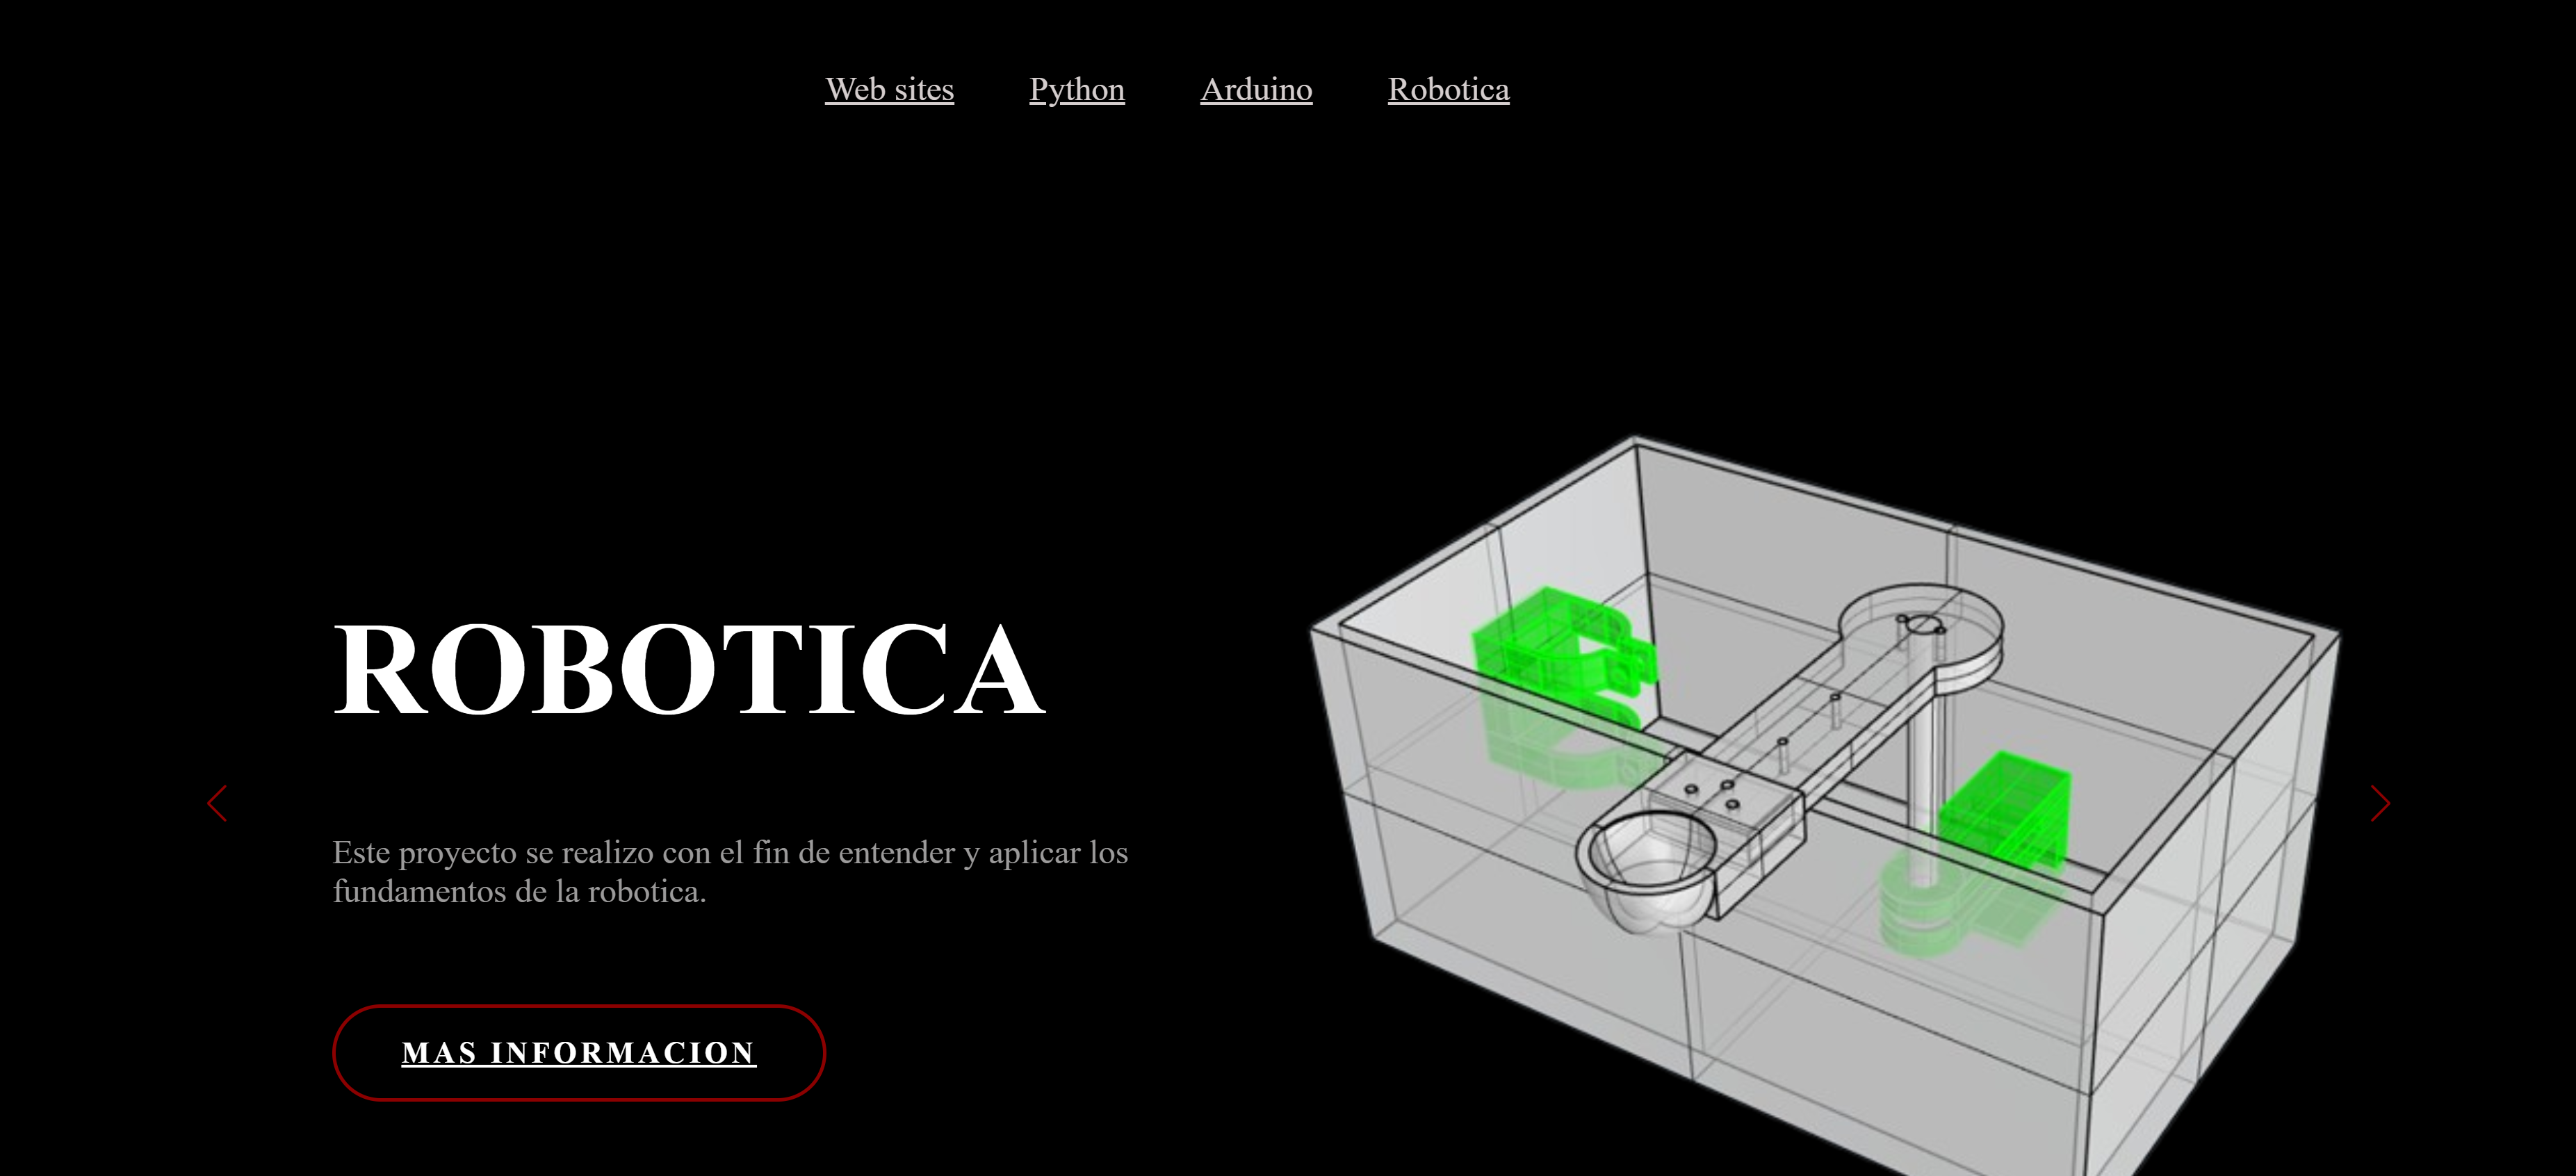 Web sites Python Arduino Robotica
ROBOTICA
Este proyecto se realizo con el fin de entender y aplicar los
fundamentos de la robotica.
MAS INFORMACION